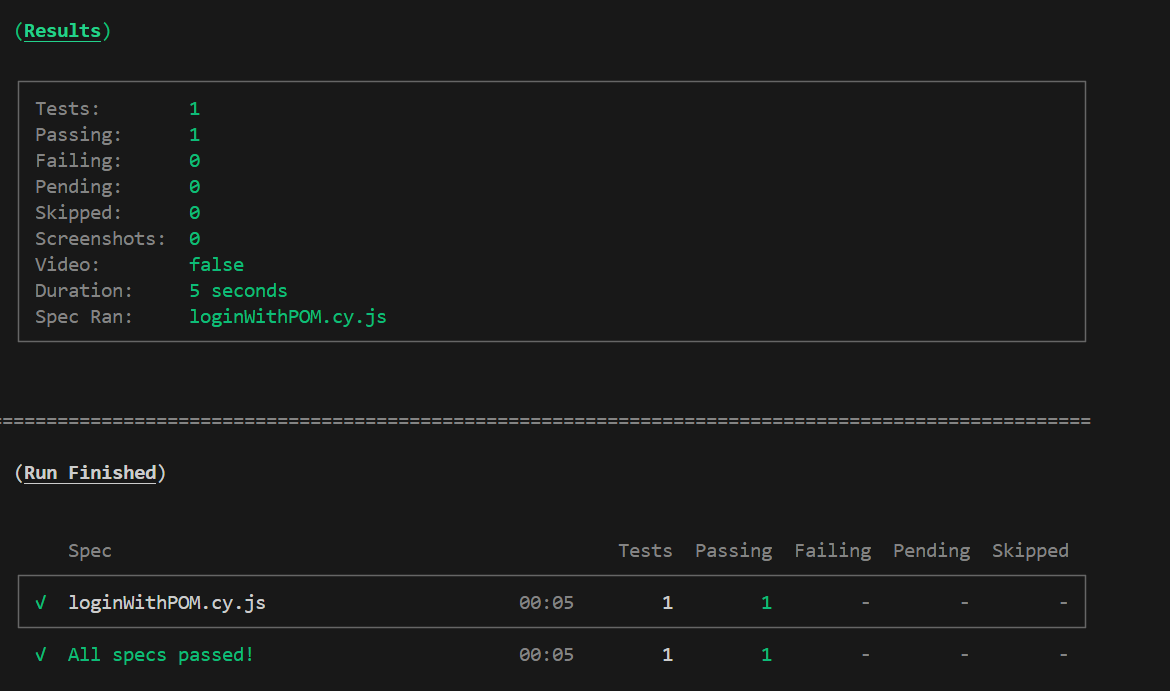 (Results)
Tests: 1
Passing: 1
Failing: 0
Pending: 0
Skipped: 0
Screenshots: 0
Video: false
Duration: 5 seconds
Spec Ran: loginWithPOM.cy.js
====================================================================================================
(Run Finished)
Spec Tests Passing Failing Pending Skipped
√ loginWithPOM.cy.js 00:05 1 1 - - -
√ All specs passed! 00:05 1 1 - - -